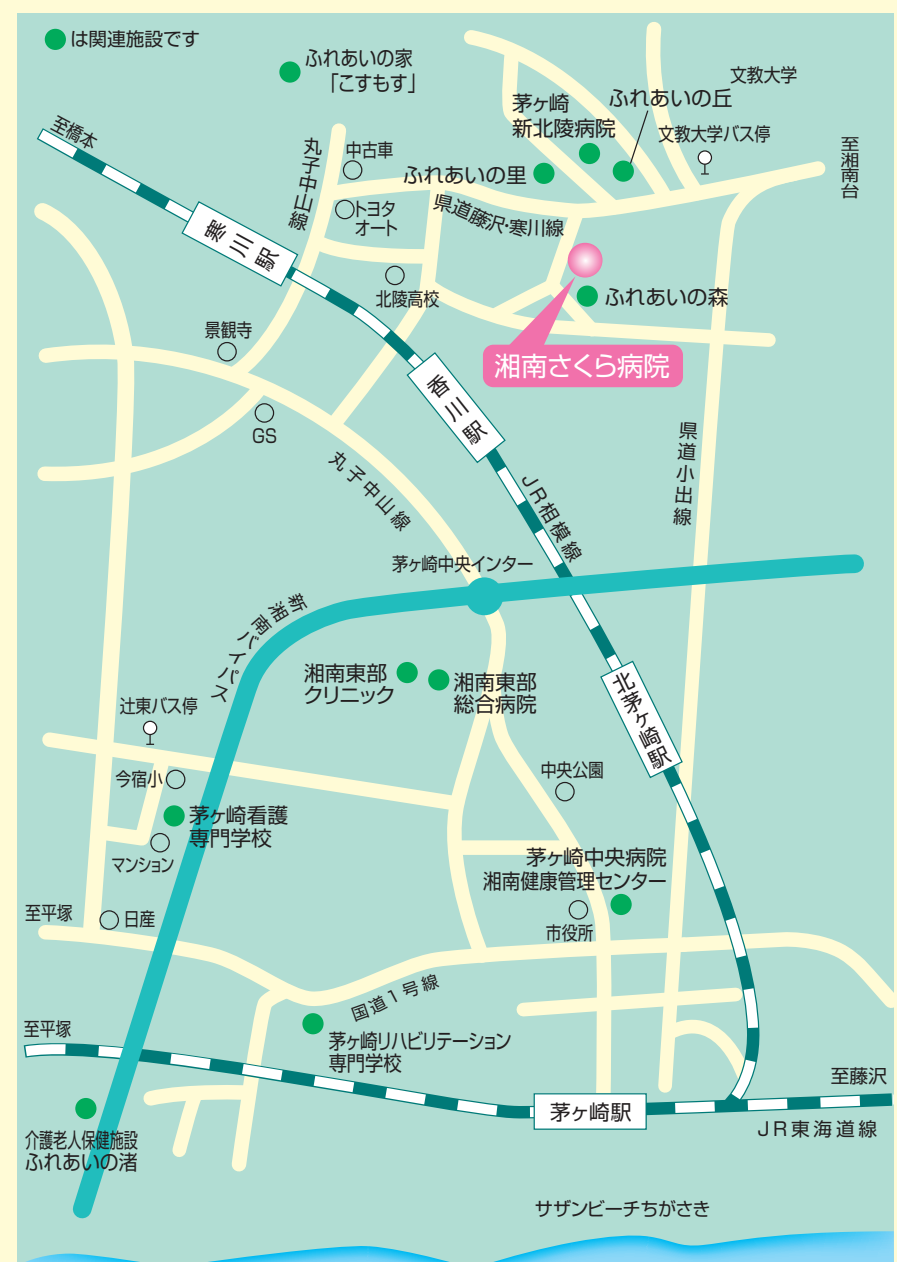 は関連施設です
ふれあいの家
「こすもす」
文教大学
茅ヶ崎
新北陵病院
ふれあいの丘
文教大学バス停
至湘南台
至橋本
丸子中山線
中古車
ふれあいの里
トヨタ
オート
県道藤沢・寒川線
寒川駅
北陵高校
ふれあいの森
景観寺
湘南さくら病院
香川駅
GS
県道小出線
丸子中山線
JR相模線
茅ヶ崎中央インター
新湘南バイパス
湘南東部
クリニック
湘南東部
総合病院
北茅ヶ崎駅
辻東バス停
今宿小
中央公園
茅ヶ崎看護
専門学校
マンション
茅ヶ崎中央病院
湘南健康管理センター
至平塚
日産
市役所
国道1号線
至平塚
茅ヶ崎リハビリテーション
専門学校
至藤沢
茅ヶ崎駅
JR東海道線
介護老人保健施設
ふれあいの渚
サザンビーチちがさき